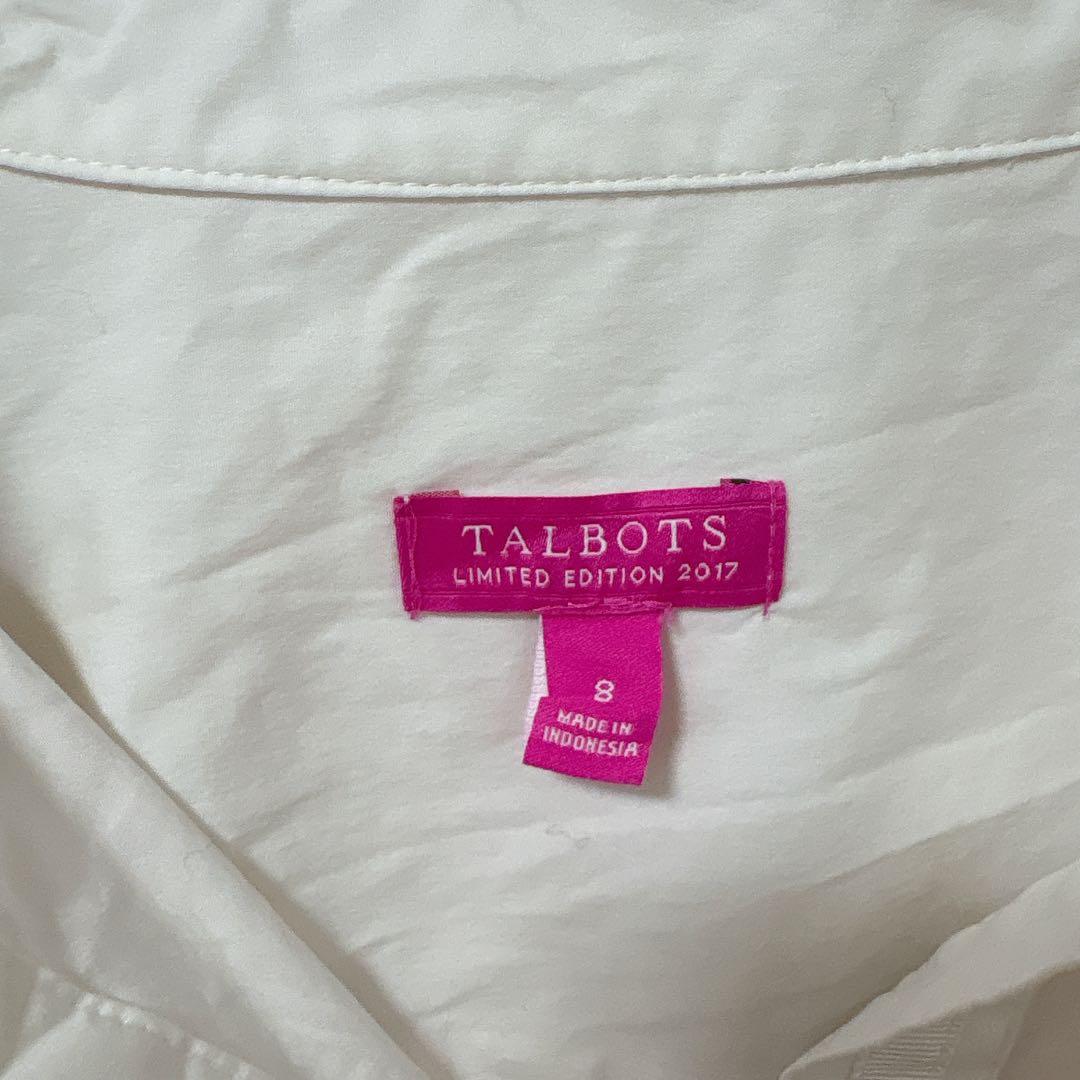 TALBOTS
LIMITED EDITION 2017
8
MADE IN
INDONESIA